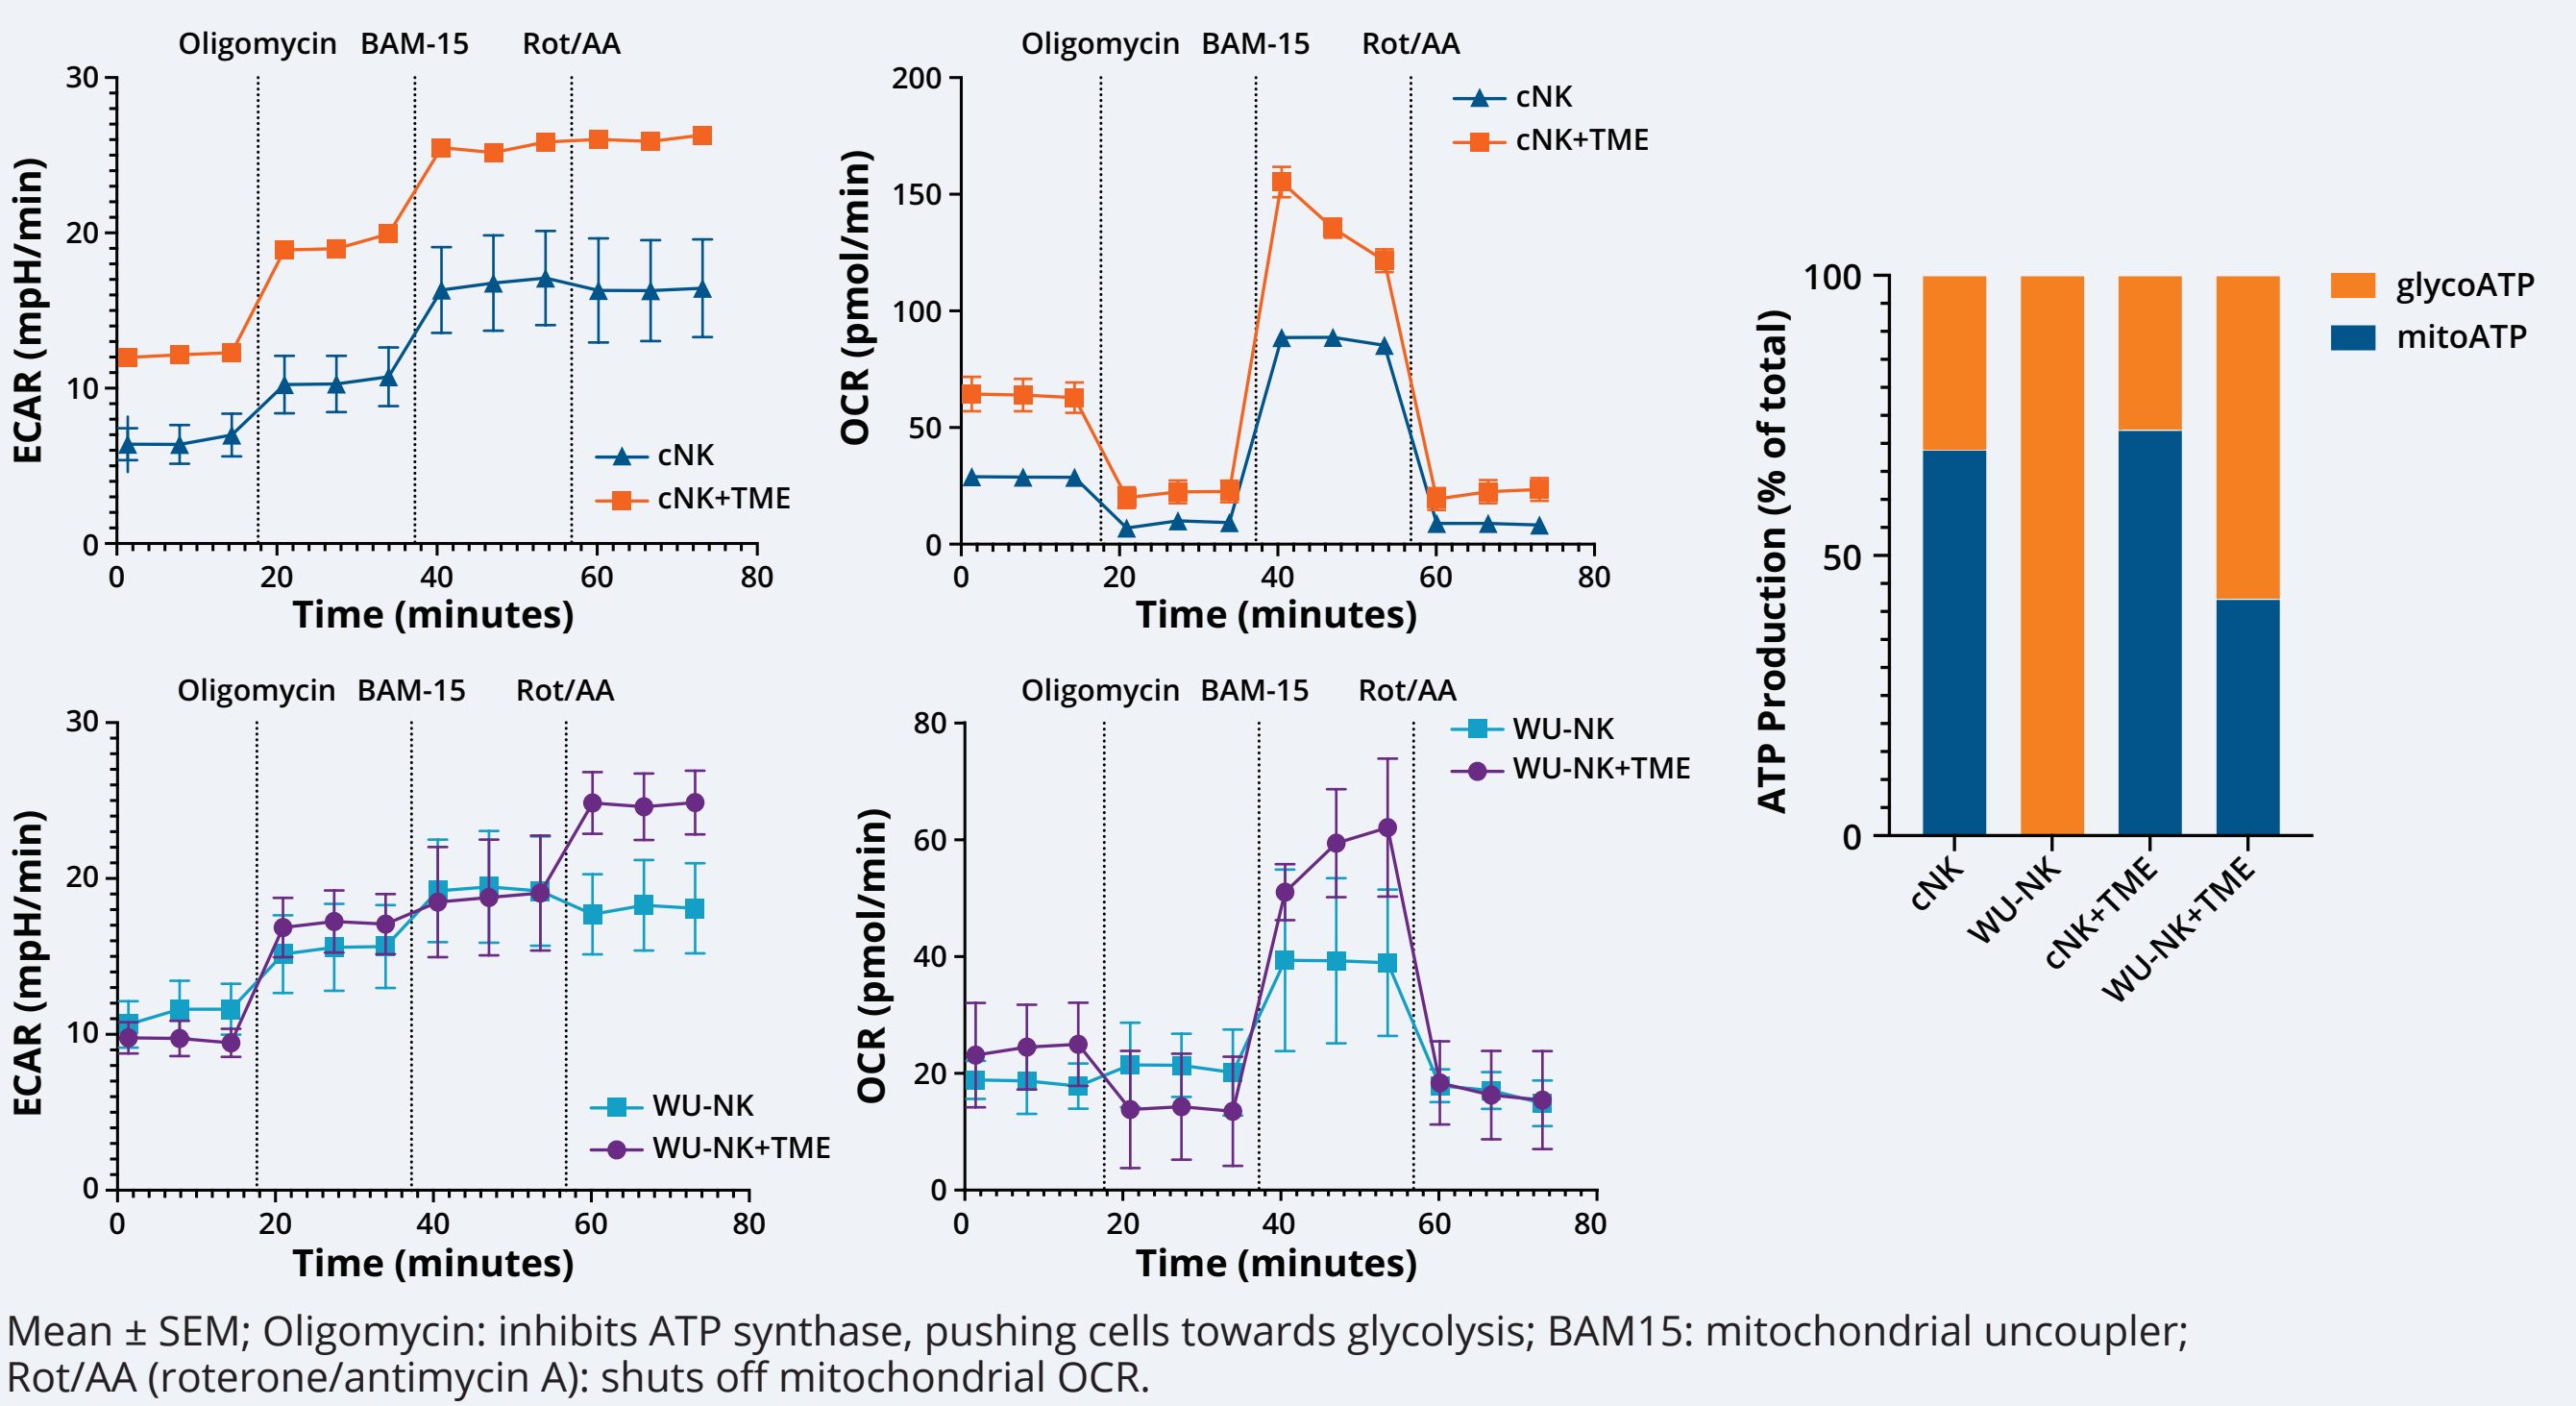 Oligomycin BAM-15 Rot/AA
30
20
10
0
ECAR (mpH/min)
cNK
cNK+TME
0 20 40 60 80
Time (minutes)
Oligomycin BAM-15 Rot/AA
200
150
100
50
0
OCR (pmol/min)
cNK
cNK+TME
0 20 40 60 80
Time (minutes)
Oligomycin BAM-15 Rot/AA
30
20
10
0
ECAR (mpH/min)
WU-NK
WU-NK+TME
0 20 40 60 80
Time (minutes)
Oligomycin BAM-15 Rot/AA
80
60
40
20
0
OCR (pmol/min)
WU-NK
WU-NK+TME
0 20 40 60 80
Time (minutes)
100
50
0
ATP Production (% of total)
glycoATP
mitoATP
cNK
WU-NK
cNK+TME
WU-NK+TME
Mean ± SEM; Oligomycin: inhibits ATP synthase, pushing cells towards glycolysis; BAM15: mitochondrial uncoupler;
Rot/AA (roterone/antimycin A): shuts off mitochondrial OCR.